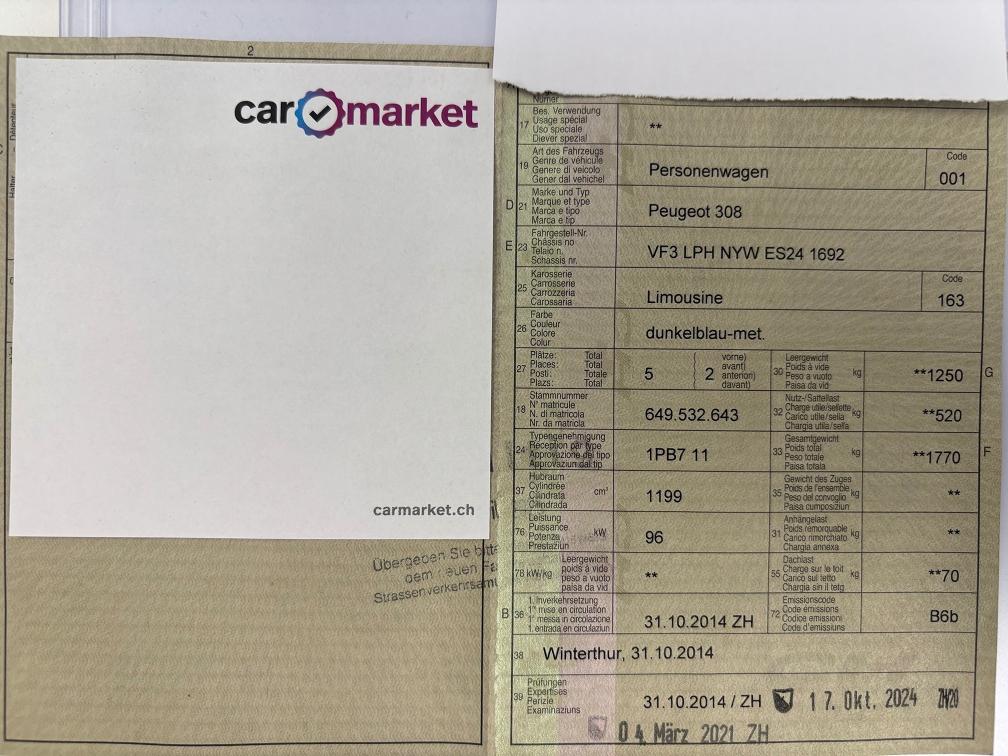 2
Halter
Détenteur
car market
carmarket.ch
Übergeben Sie bitte
dem neuen Fa
Strassenverkehrsamt
Numer
17 Bes. Verwendung
Usage spécial
Uso speciale
Diever spezial
**
19 Art des Fahrzeugs
Genre de véhicule
Genere di veicolo
Gener dal vehichel
Personenwagen
Code
001
D 21 Marke und Typ
Marque et type
Marca e tipo
Marca e tip
Peugeot 308
E 23 Fahrgestell-Nr.
Châssis no
Telaio n.
Schassis nr.
VF3 LPH NYW ES24 1692
25 Karosserie
Carrosserie
Carrozzeria
Carossaria
Limousine
Code
163
26 Farbe
Couleur
Colore
Colur
dunkelblau-met.
27 Plätze: Total
Places: Total
Posti: Totale
Plazs: Total
5
2
vorne)
avant)
anteriori)
davant)
30 Leergewicht
Poids à vide
Peso a vuoto
Paisa da vid
kg
**1250
G
18 Stammnummer
N° matricule
N. di matricola
Nr. da matricla
649.532.643
32 Nutz-/Sattellast
Charge utile/sellette
Carico utile/sella
Chargia utila/sella
kg
**520
24 Typengenehmigung
Réception par type
Approvazione del tipo
Approvaziun dal tip
1PB7 11
33 Gesamtgewicht
Poids total
Peso totale
Paisa totala
kg
**1770
F
37 Hubraum
Cylindrée
Cilindrata
Cilindrada
cm³
1199
35 Gewicht des Zuges
Poids de l'ensemble
Peso del convoglio
Paisa cumposiziun
kg
**
76 Leistung
Puissance
Potenza
Prestaziun
kW
96
31 Anhängelast
Poids remorquable
Carico rimorchiato
Chargia annexa
kg
**
78 kW/kg
Leergewicht
poids à vide
peso a vuoto
paisa da vid
**
55 Dachlast
Charge sur le toit
Carico sul tetto
Chargia sin il tetg
kg
**70
B 36 1. Inverkehrsetzung
1re mise en circulation
1a messa in circolazione
1. entrada en circulaziun
31.10.2014 ZH
72 Emissionscode
Code émissions
Codice emissioni
Code d'emissiuns
B6b
38 Winterthur, 31.10.2014
39 Prüfungen
Expertises
Perizie
Examinaziuns
31.10.2014 / ZH
17. Okt. 2024 ZH20
04. März 2021 ZH